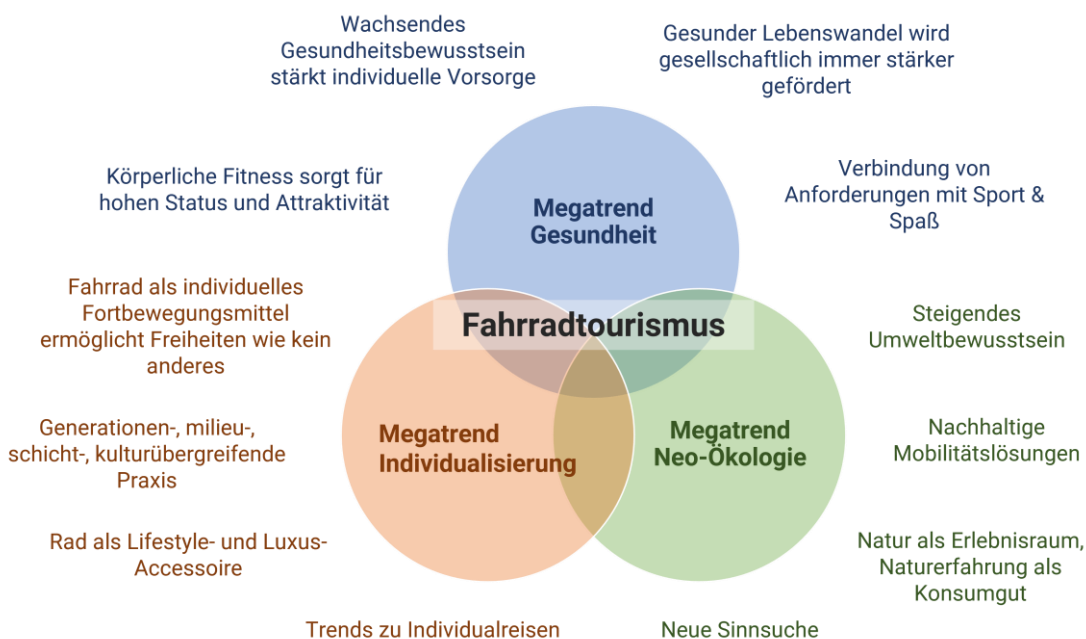 Wachsendes
Gesundheitsbewusstsein
stärkt individuelle Vorsorge
Gesunder Lebenswandel wird
gesellschaftlich immer stärker
gefördert
Körperliche Fitness sorgt für
hohen Status und Attraktivität
Megatrend
Gesundheit
Verbindung von
Anforderungen mit Sport &
Spaß
Fahrrad als individuelles
Fortbewegungsmittel
ermöglicht Freiheiten wie kein
anderes
Fahrradtourismus
Steigendes
Umweltbewusstsein
Generationen-, milieu-,
schicht-, kulturübergreifende
Praxis
Megatrend
Individualisierung
Megatrend
Neo-Ökologie
Nachhaltige
Mobilitätslösungen
Rad als Lifestyle- und Luxus-
Accessoire
Natur als Erlebnisraum,
Naturerfahrung als
Konsumgut
Trends zu Individualreisen
Neue Sinnsuche